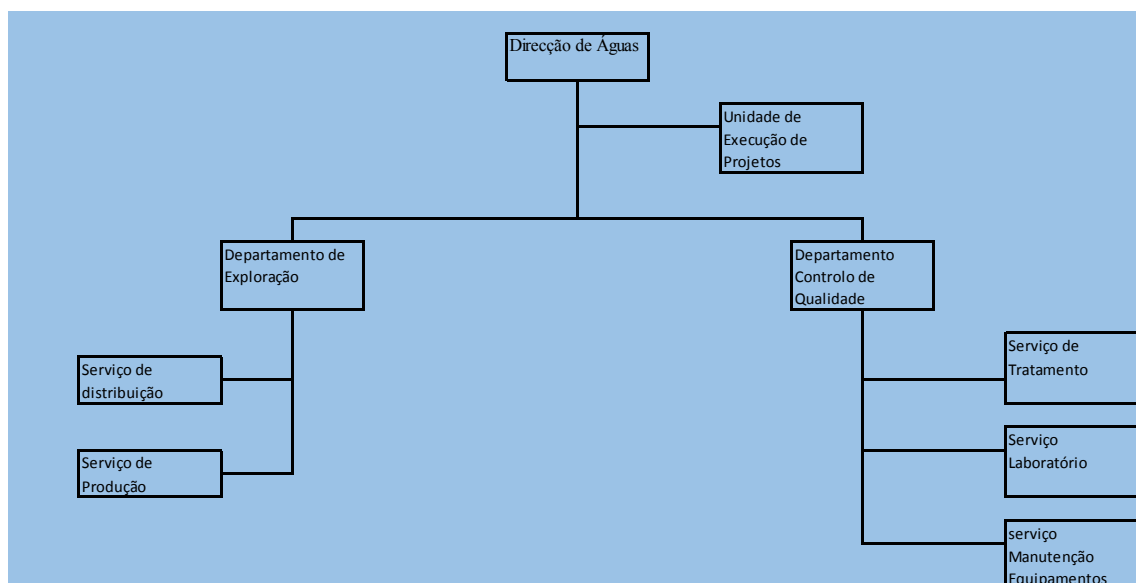 Direcção de Águas
Unidade de
Execução de
Projetos
Departamento de
Exploração
Departamento
Controlo de
Qualidade
Serviço de
distribuição
Serviço de
Produção
Serviço de
Tratamento
Serviço
Laboratório
serviço
Manutenção
Equipamentos